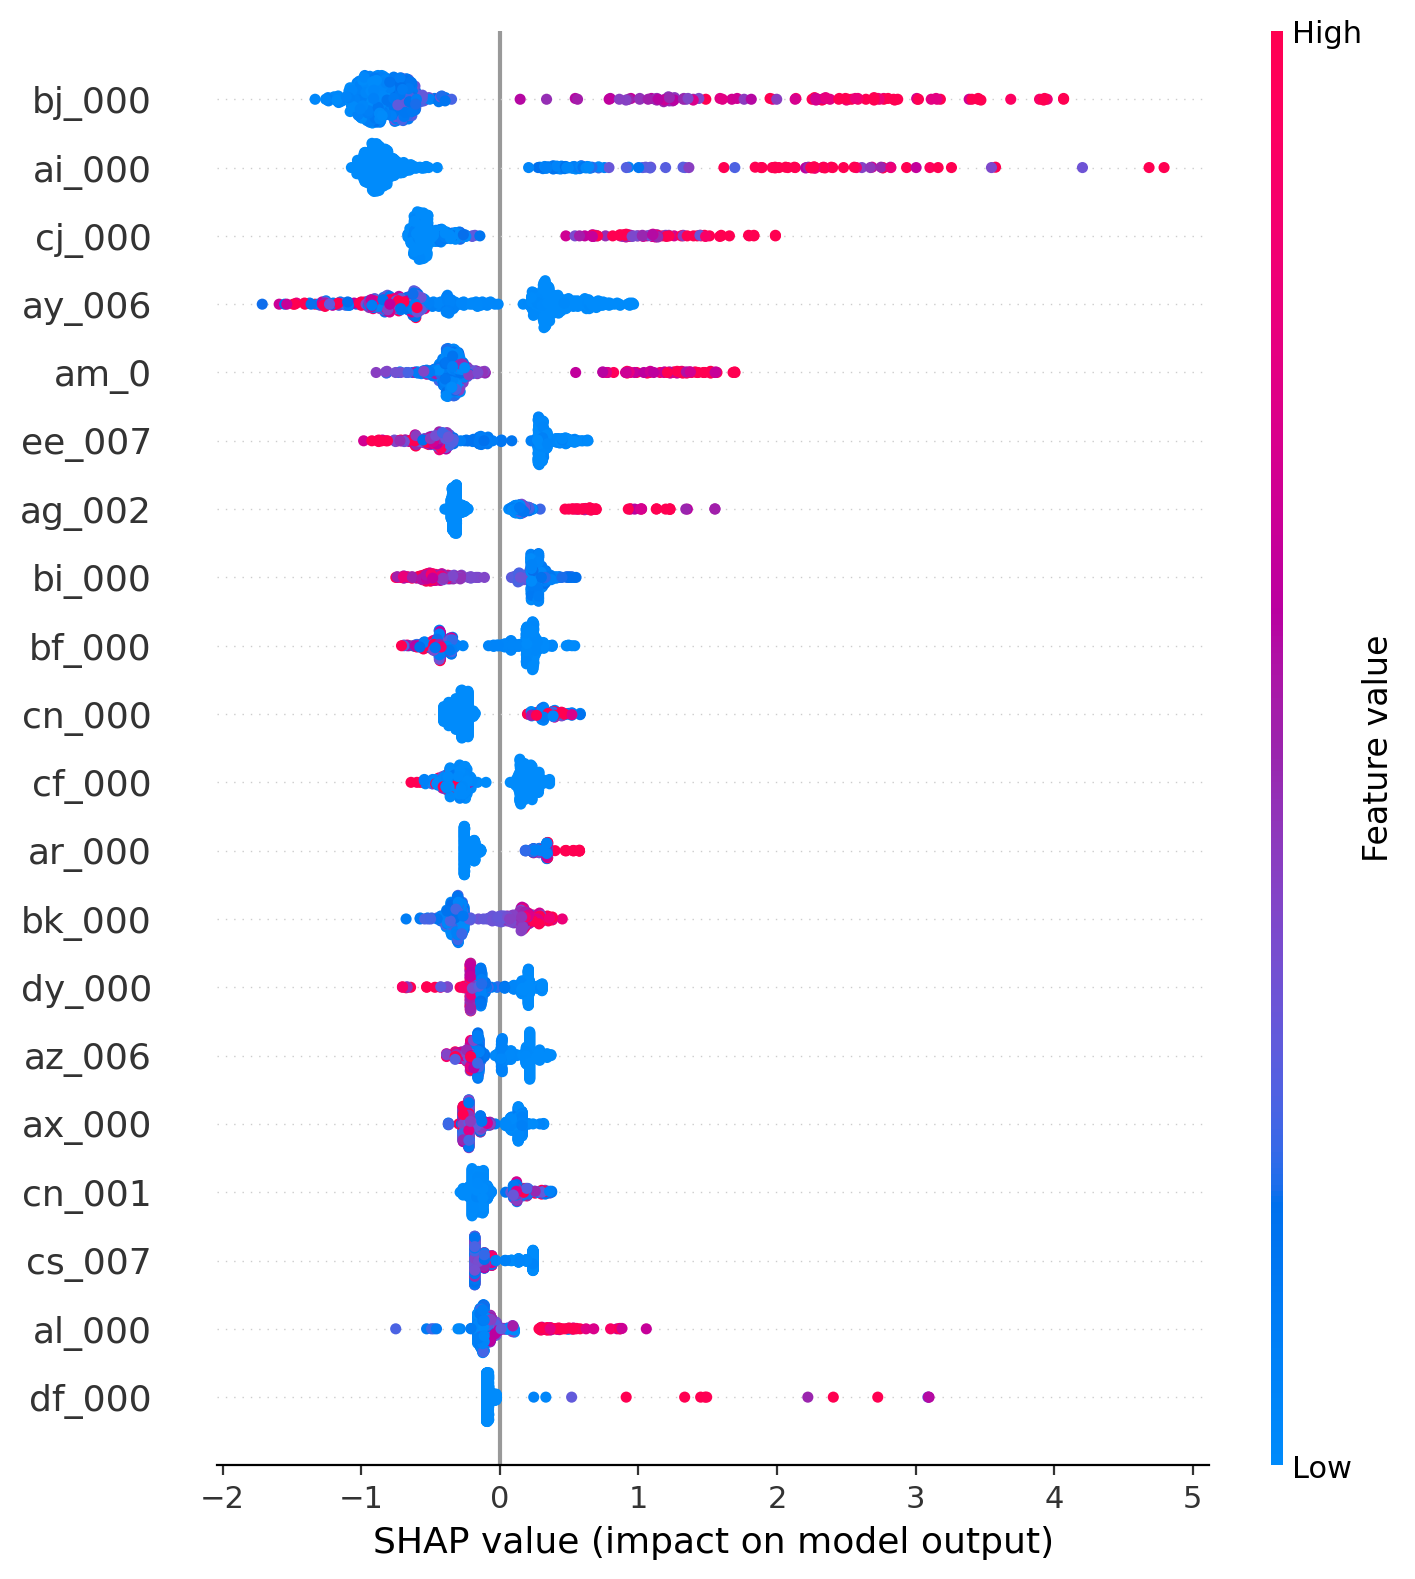 High
bj_000
ai_000
cj_000
ay_006
am_0
ee_007
ag_002
bi_000
bf_000
cn_000
cf_000
ar_000
bk_000
dy_000
az_006
ax_000
cn_001
cs_007
al_000
df_000
Feature value
Low
−2 −1 0 1 2 3 4 5
SHAP value (impact on model output)